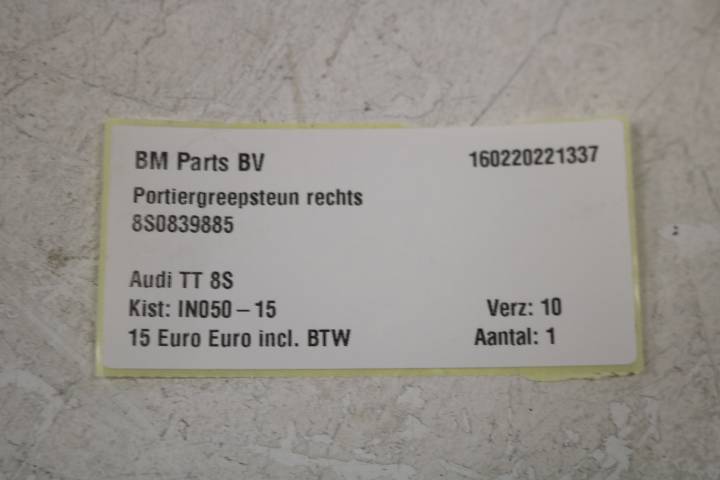 BM Parts BV 160220221337
Portiergreepsteun rechts
8S0839885
Audi TT 8S
Kist: IN050-15 Verz: 10
15 Euro Euro incl. BTW Aantal: 1